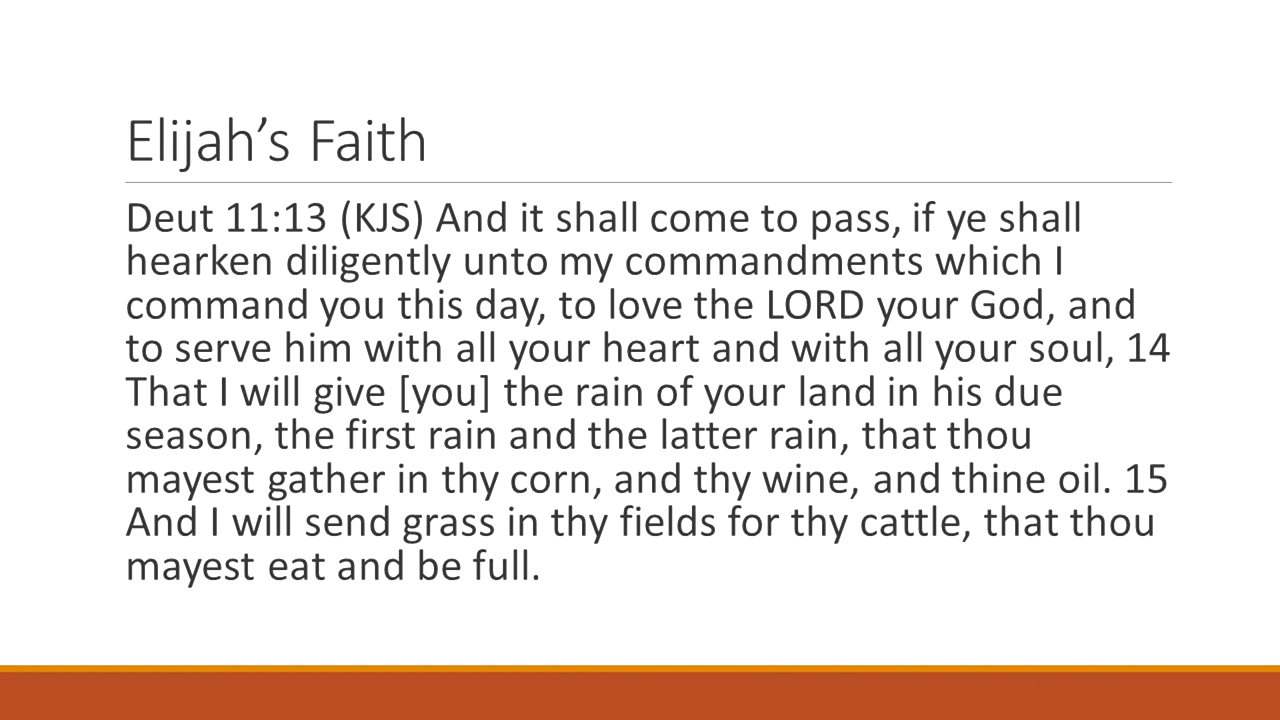 Elijah’s Faith
Deut 11:13 (KJS) And it shall come to pass, if ye shall
hearken diligently unto my commandments which I
command you this day, to love the LORD your God, and
to serve him with all your heart and with all your soul, 14
That I will give [you] the rain of your land in his due
season, the first rain and the latter rain, that thou
mayest gather in thy corn, and thy wine, and thine oil. 15
And I will send grass in thy fields for thy cattle, that thou
mayest eat and be full.